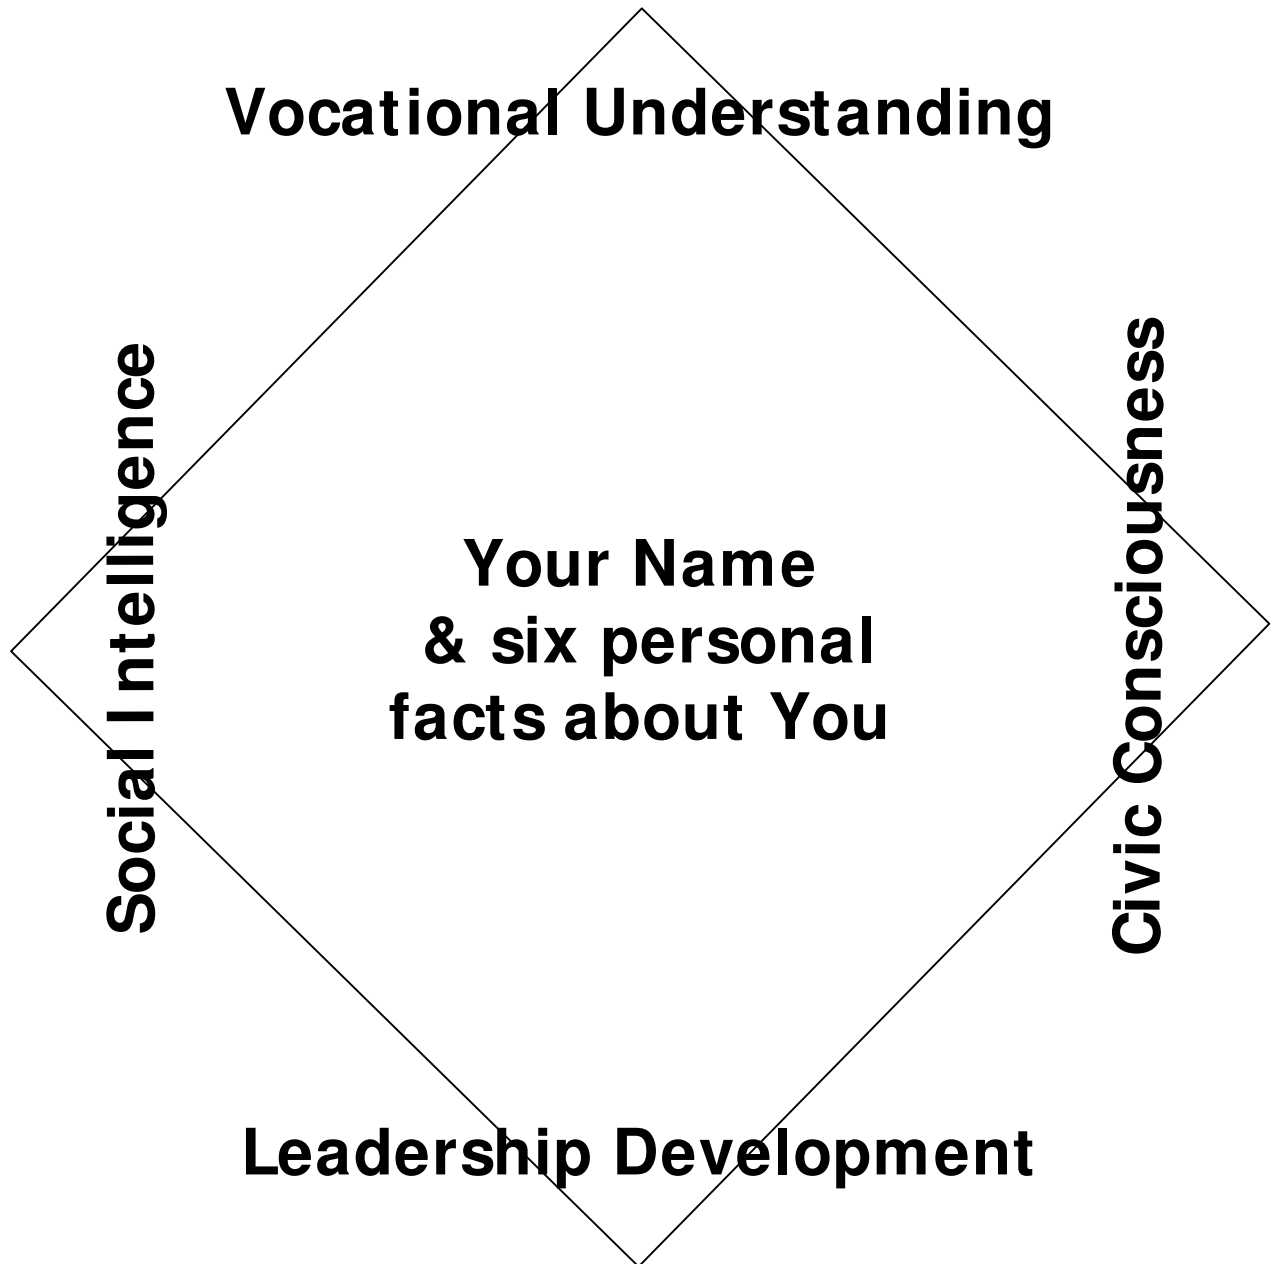 Vocational Understanding
Social Intelligence
Civic Consciousness
Your Name
& six personal
facts about You
Leadership Development